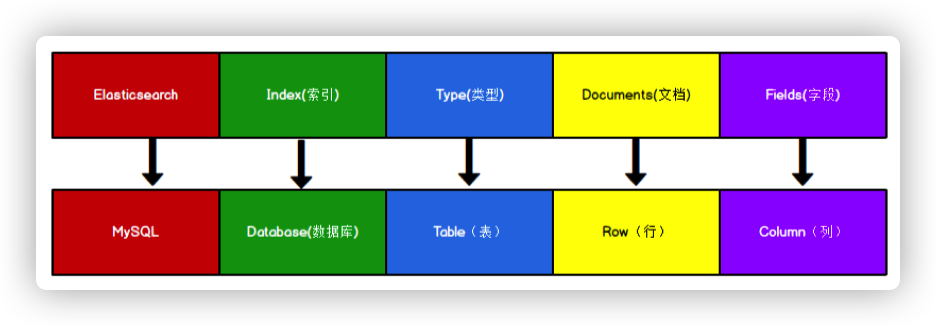 Elasticsearch
Index(索引)
Type(类型)
Documents(文档)
Fields(字段)
MySQL
Database(数据库)
Table（表）
Row（行）
Column（列）